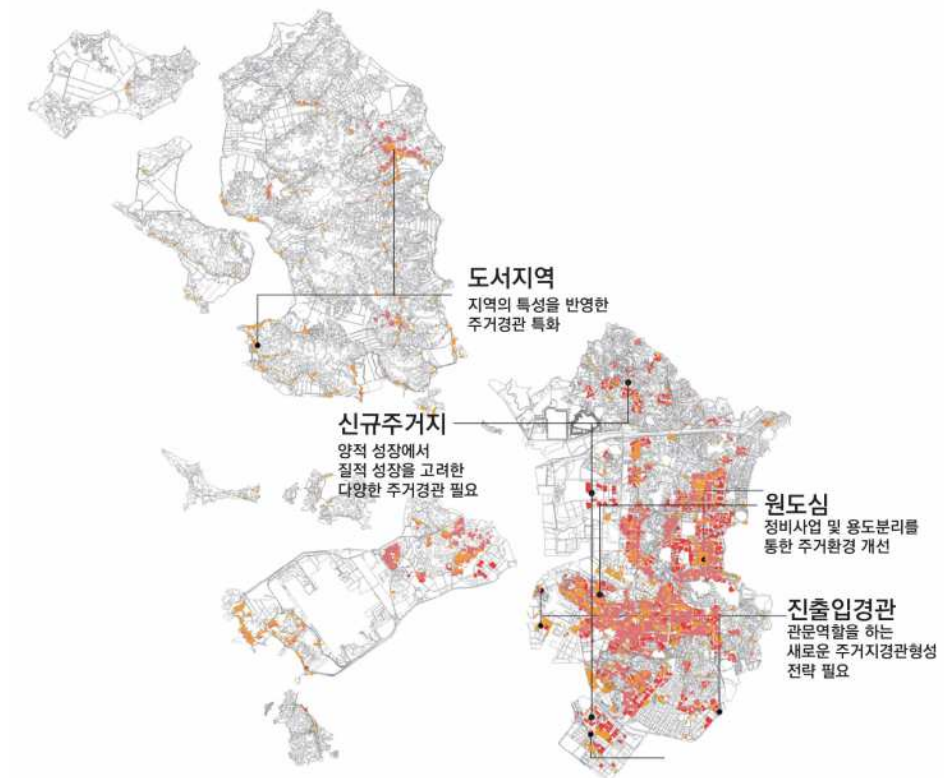 도서지역
지역의 특성을 반영한
주거경관 특화
신규주거지
양적 성장에서
질적 성장을 고려한
다양한 주거경관 필요
원도심
정비사업 및 용도분리를
통한 주거환경 개선
진출입경관
관문역할을 하는
새로운 주거지경관형성
전략 필요